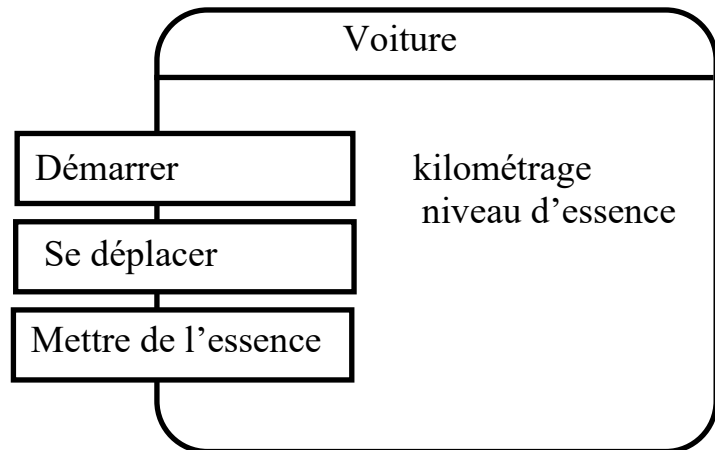 Voiture
Démarrer
kilométrage
niveau d’essence
Se déplacer
Mettre de l’essence